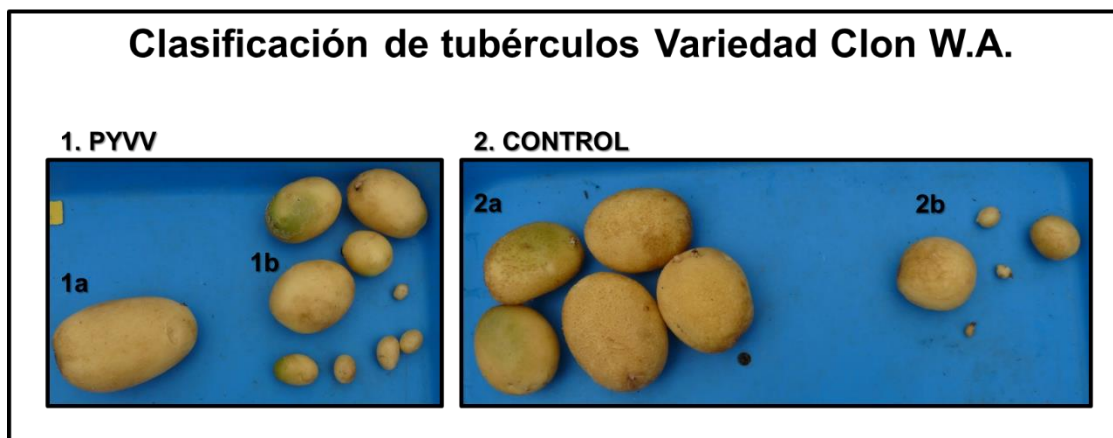 Clasificación de tubérculos Variedad Clon W.A.
1. PYVV
2. CONTROL
1a
1b
2a
2b